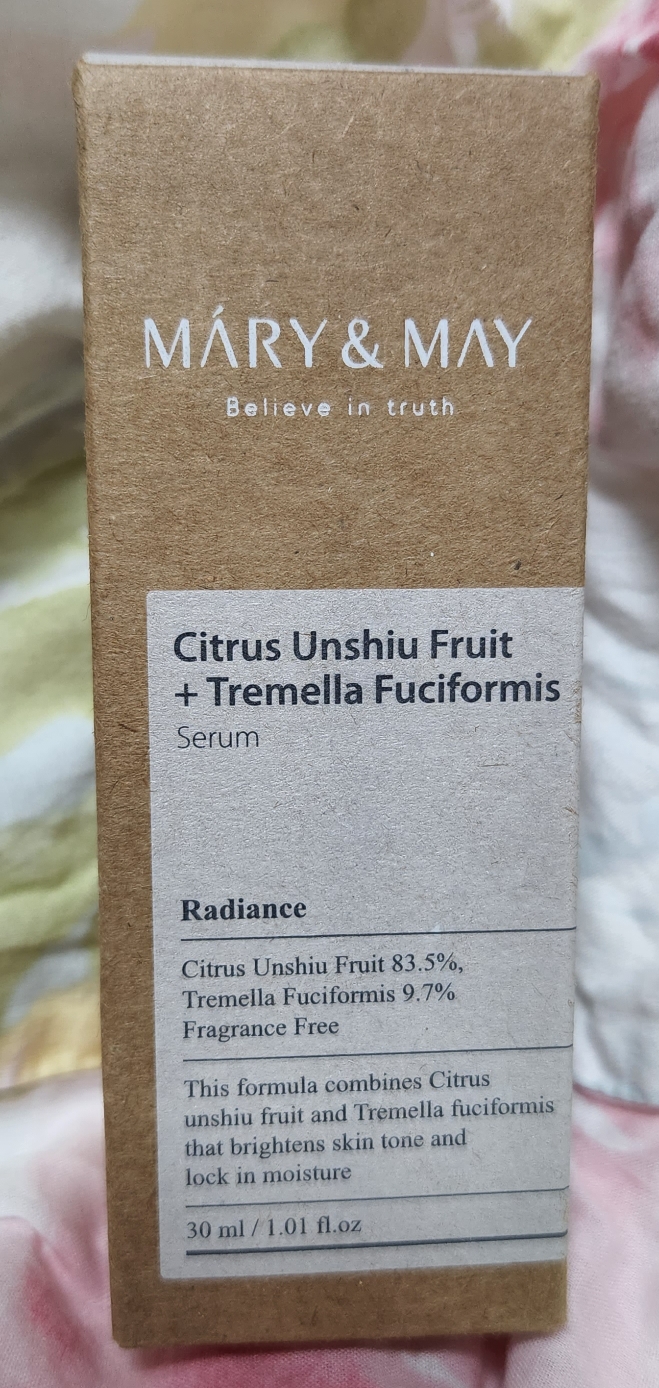 MÁRY & MAY
Believe in truth
Citrus Unshiu Fruit
+ Tremella Fuciformis
Serum
Radiance
Citrus Unshiu Fruit 83.5%,
Tremella Fuciformis 9.7%
Fragrance Free
This formula combines Citrus
unshiu fruit and Tremella fuciformis
that brightens skin tone and
lock in moisture
30 ml / 1.01 fl.oz